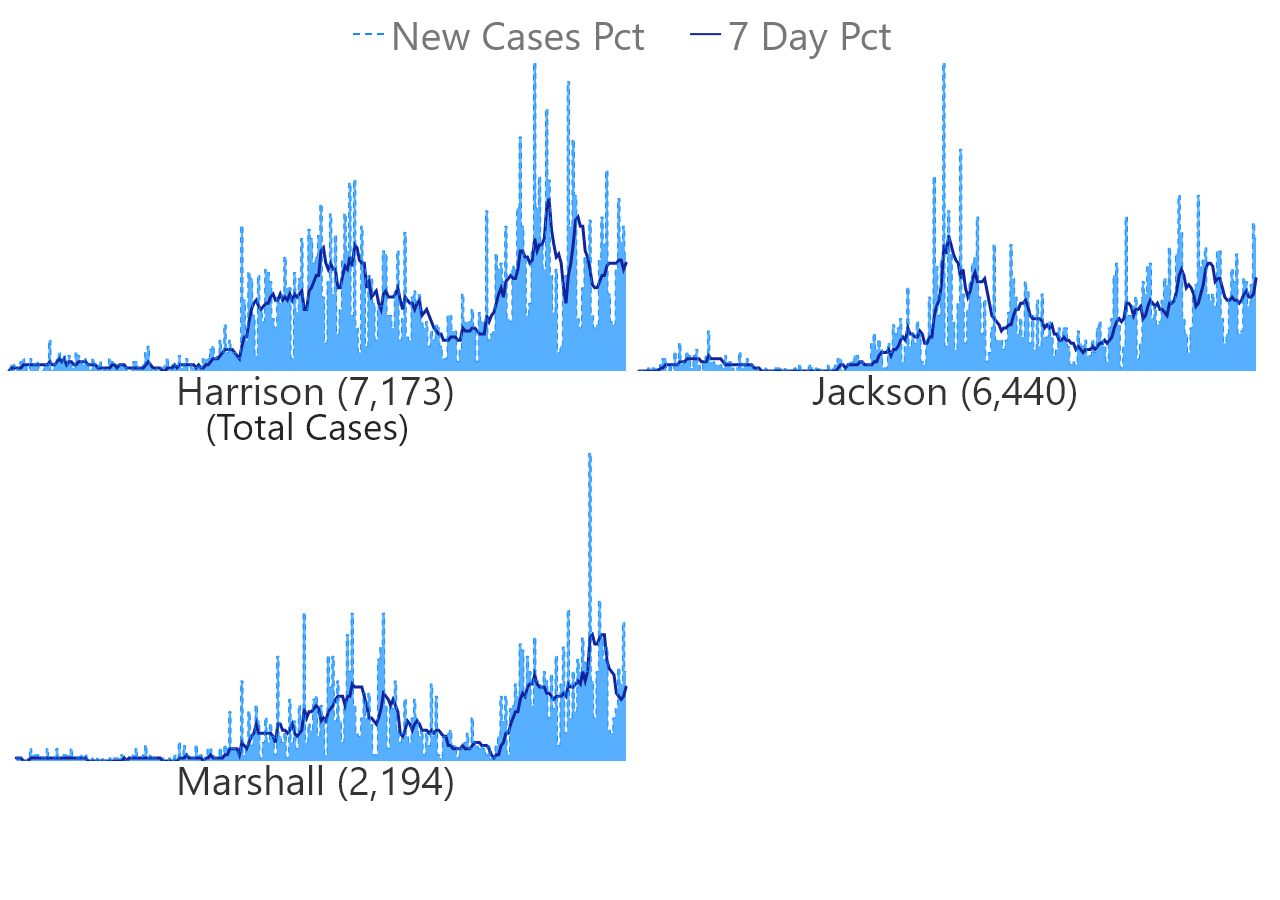 New Cases Pct 7 Day Pct
Harrison (7,173)
(Total Cases)
Jackson (6,440)
Marshall (2,194)